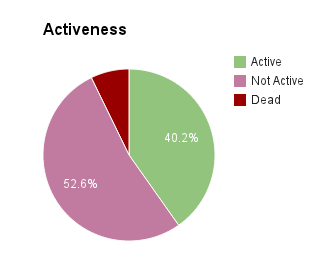 Activeness
Active
Not Active
Dead
40.2%
52.6%